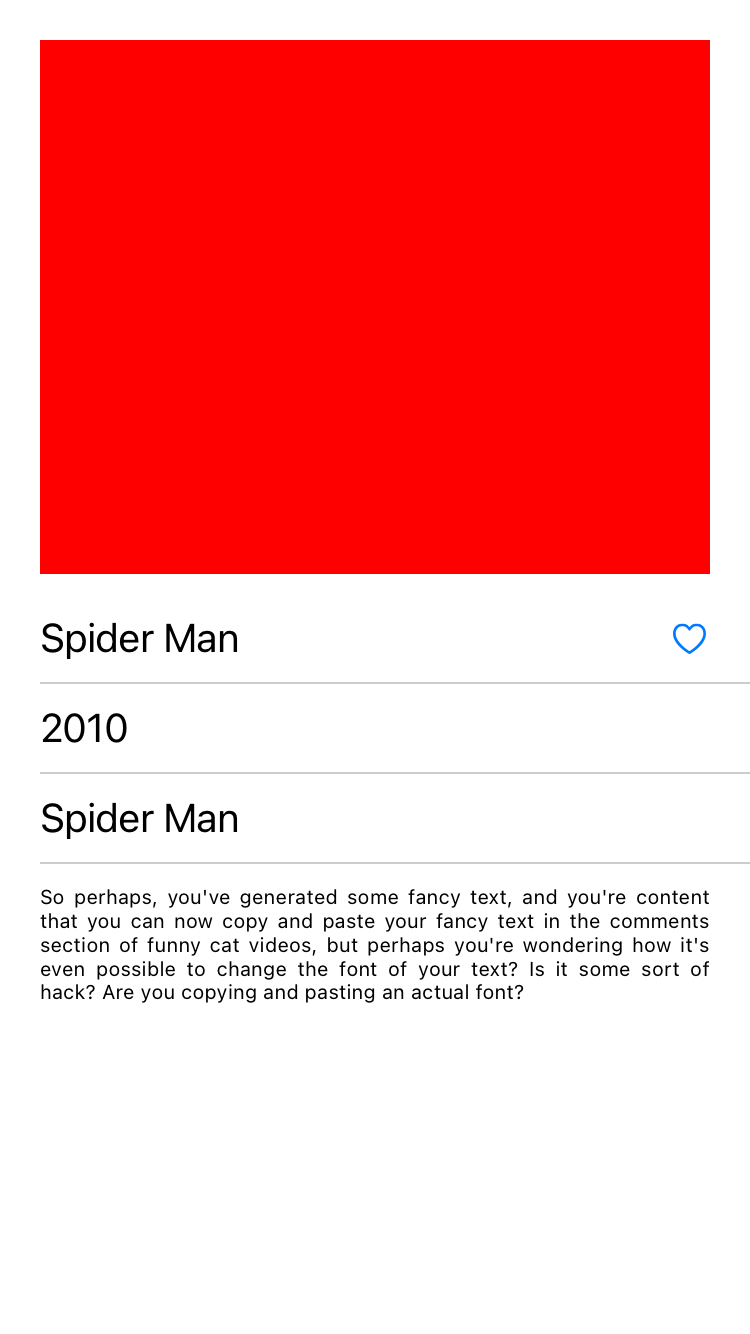 Spider Man
2010
Spider Man
So perhaps, you've generated some fancy text, and you're content
that you can now copy and paste your fancy text in the comments
section of funny cat videos, but perhaps you're wondering how it's
even possible to change the font of your text? Is it some sort of
hack? Are you copying and pasting an actual font?